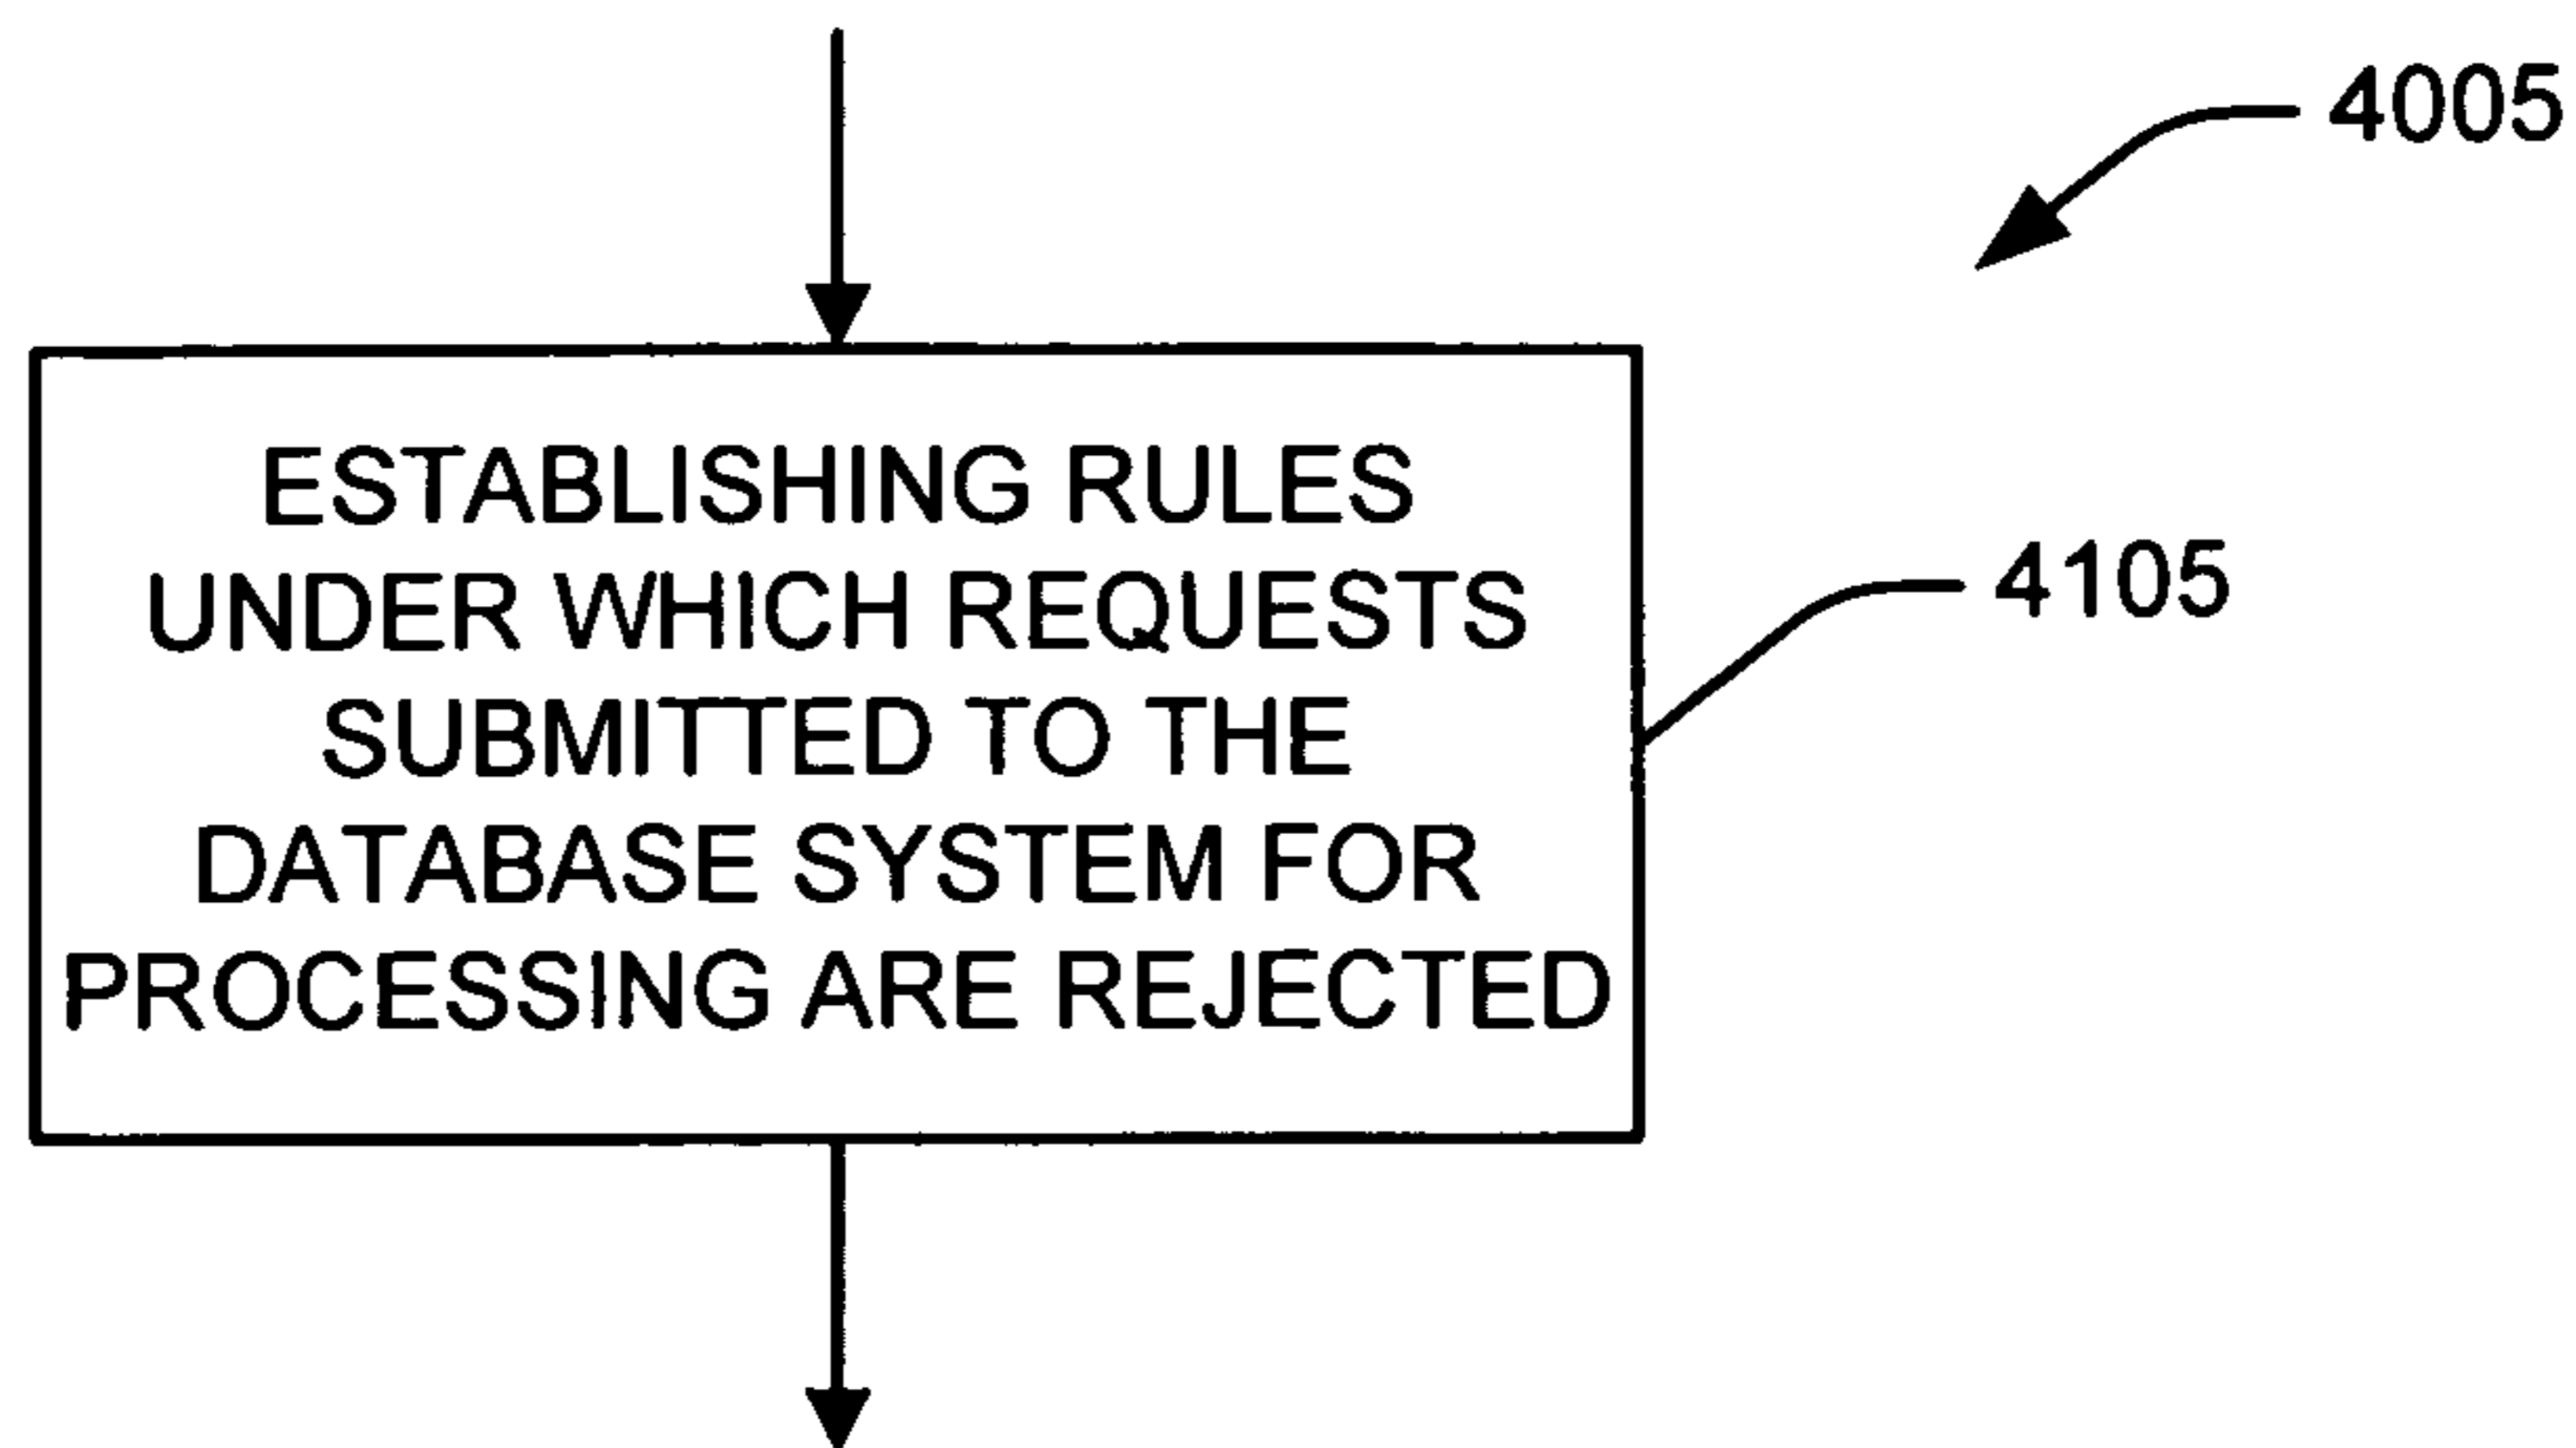 4005
ESTABLISHING RULES
UNDER WHICH REQUESTS
SUBMITTED TO THE
DATABASE SYSTEM FOR
PROCESSING ARE REJECTED
4105